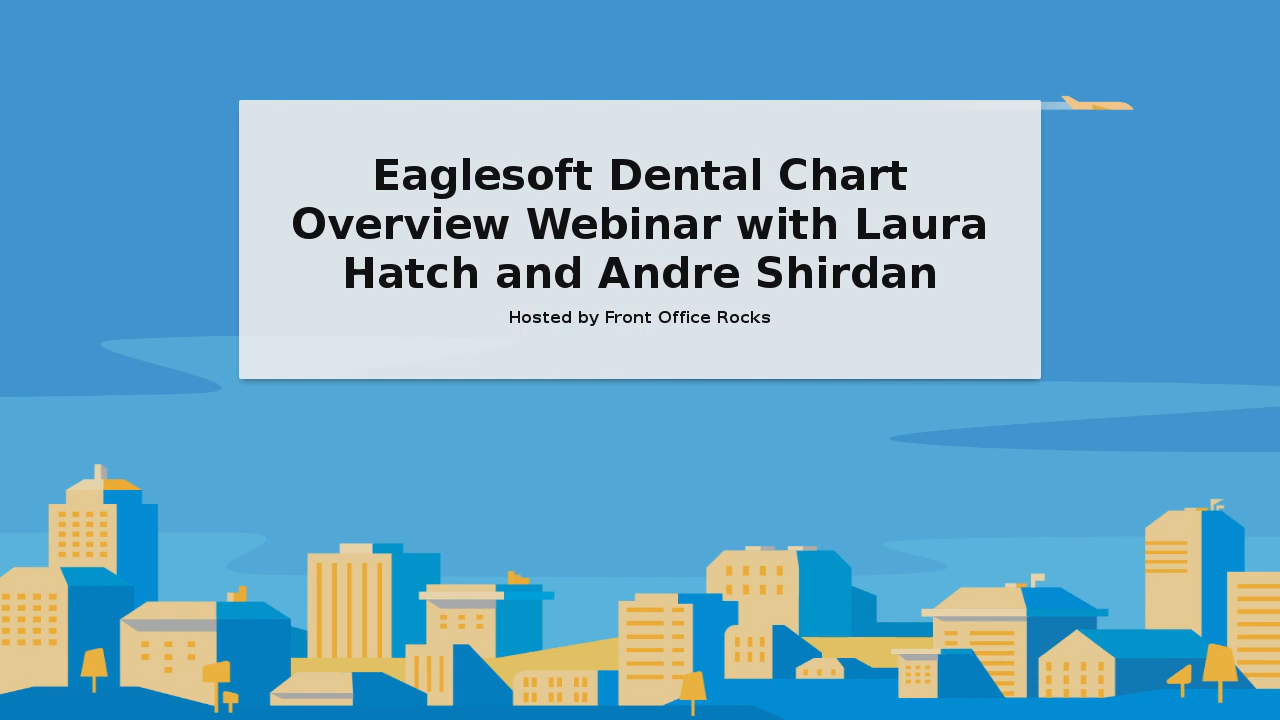 Eaglesoft Dental Chart
Overview Webinar with Laura
Hatch and Andre Shirdan
Hosted by Front Office Rocks